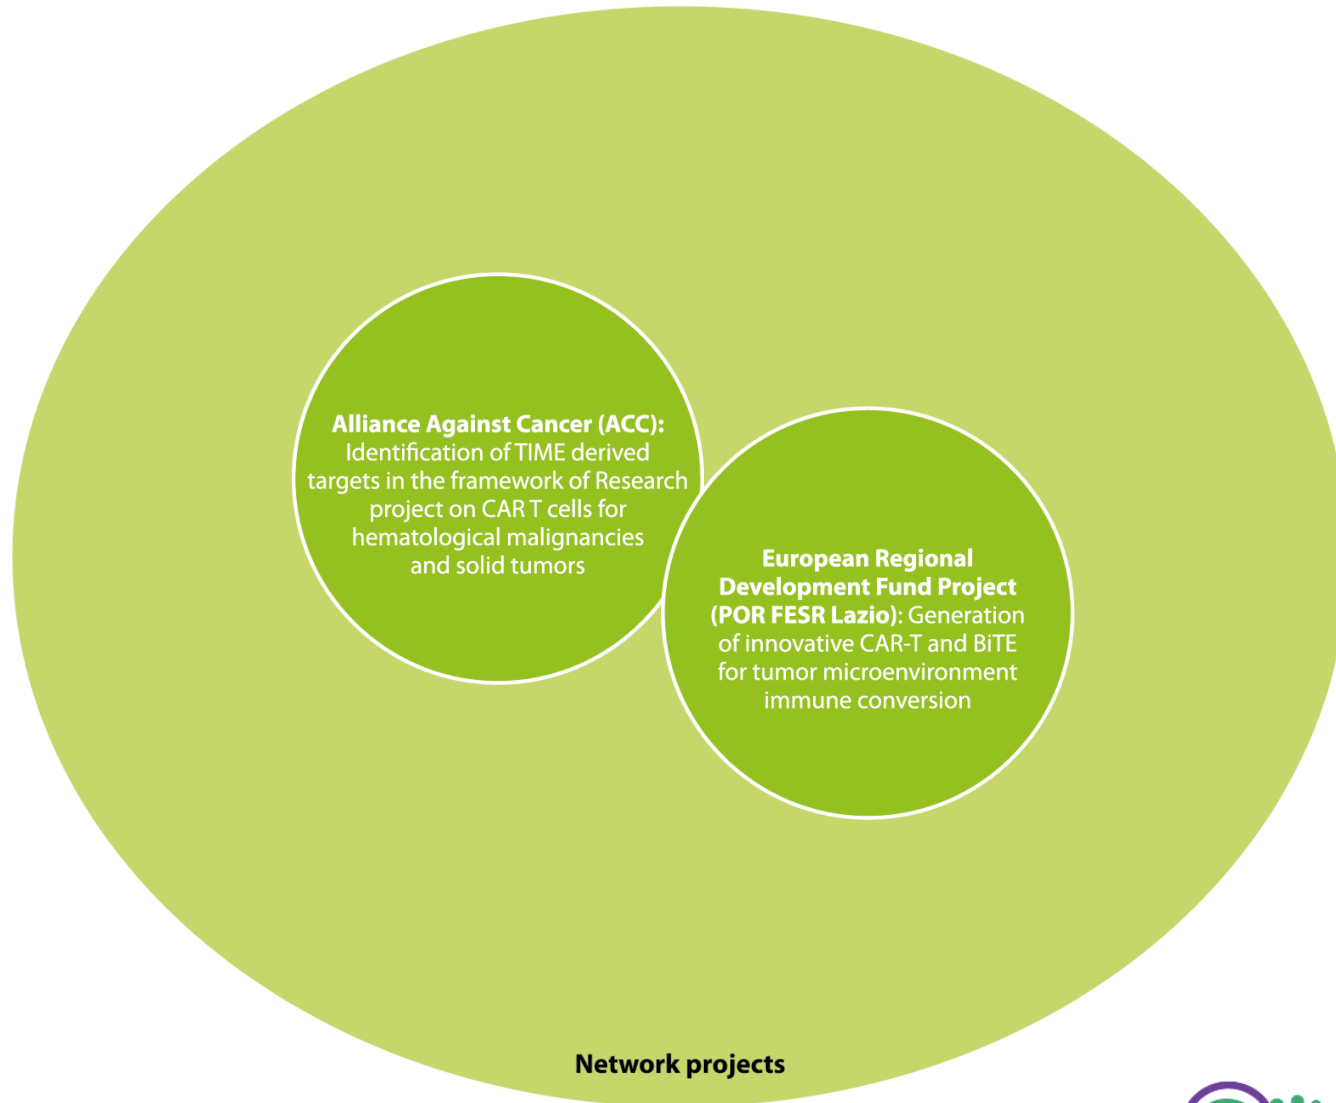 Alliance Against Cancer (ACC):
Identification of TIME derived
targets in the framework of Research
project on CAR T cells for
hematological malignancies
and solid tumors
European Regional
Development Fund Project
(POR FESR Lazio): Generation
of innovative CAR-T and BiTE
for tumor microenvironment
immune conversion
Network projects